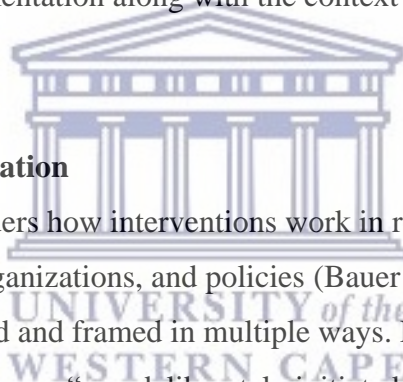 entation along with the context
ation
ers how interventions work in r
ganizations, and policies (Bauer
UNIVERSITY of the
d and framed in multiple ways.
WESTERN CAPE